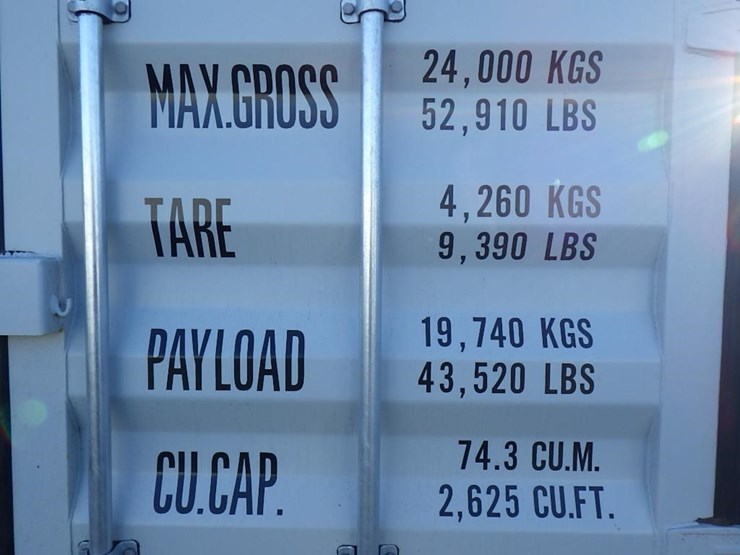 MAX.GROSS 24,000 KGS
52,910 LBS
TARE 4,260 KGS
9,390 LBS
PAYLOAD 19,740 KGS
43,520 LBS
CU.CAP. 74.3 CU.M.
2,625 CU.FT.